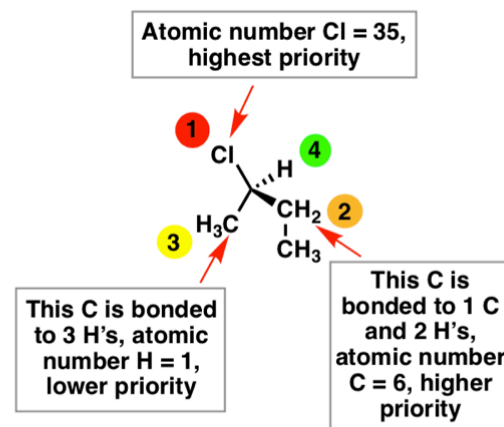 Atomic number Cl = 35,
highest priority
1
Cl
H
4
H₃C
CH₂
2
3
CH₃
This C is bonded
to 3 H's, atomic
number H = 1,
lower priority
This C is
bonded to 1 C
and 2 H's,
atomic number
C = 6, higher
priority